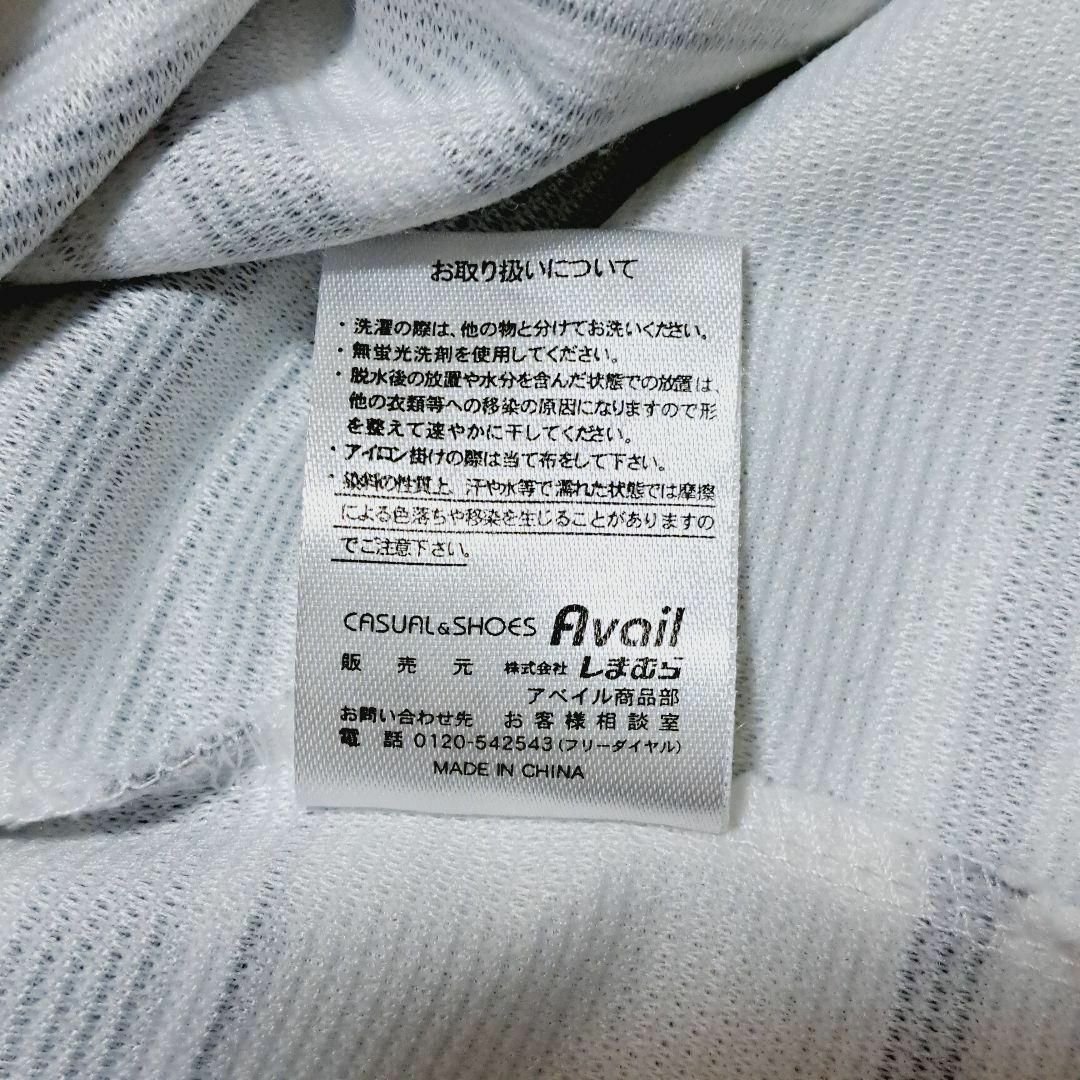 お取り扱いについて
・洗濯の際は、他の物と分けてお洗いください。
・無蛍光洗剤を使用してください。
・脱水後の放置や水分を含んだ状態での放置は、
他の衣類等への移染の原因になりますので形
を整えて速やかに干してください。
・アイロン掛けの際は当て布をして下さい。
・染料の性質上、汗や水等で濡れた状態では摩擦
による色落ちや移染を生じることがありますの
でご注意下さい。
CASUAL&SHOES Avail
販売元 株式会社 しまむら
アベイル商品部
お問い合わせ先 お客様相談室
電話 0120-542543(フリーダイヤル)
MADE IN CHINA